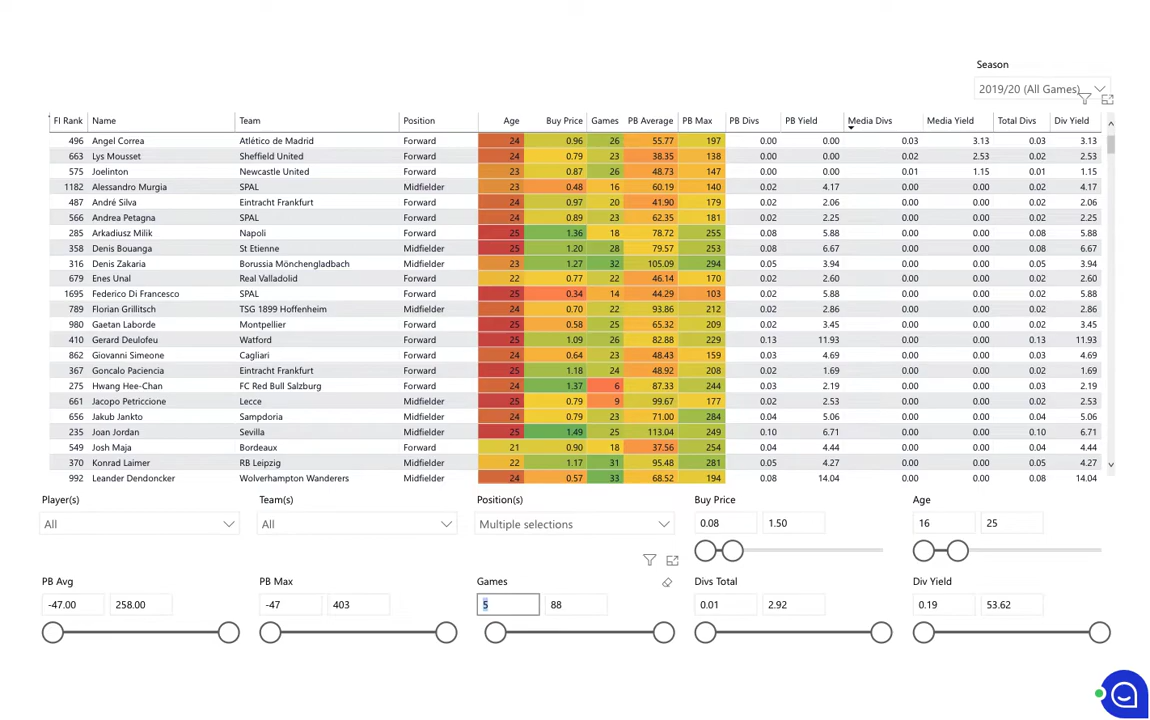 Season
2019/20 (All Games)
FI Rank Name Team Position Age Buy Price Games PB Average PB Max PB Divs PB Yield Media Divs Media Yield Total Divs Div Yield
496 Angel Correa Atlético de Madrid Forward 24 0.96 26 55.77 197 0.00 0.00 0.03 3.13 0.03 3.13
663 Lys Mousset Sheffield United Forward 24 0.79 23 38.35 138 0.00 0.00 0.02 2.53 0.02 2.53
575 Joelinton Newcastle United Forward 23 0.87 26 48.73 147 0.00 0.00 0.01 1.15 0.01 1.15
1182 Alessandro Murgia SPAL Midfielder 23 0.48 16 60.19 140 0.02 4.17 0.00 0.00 0.02 4.17
487 André Silva Eintracht Frankfurt Forward 24 0.97 20 41.90 179 0.02 2.06 0.00 0.00 0.02 2.06
566 Andrea Petagna SPAL Forward 24 0.89 23 62.35 181 0.02 2.25 0.00 0.00 0.02 2.25
285 Arkadiusz Milik Napoli Forward 25 1.36 18 78.72 255 0.08 5.88 0.00 0.00 0.08 5.88
358 Denis Bouanga St Etienne Midfielder 25 1.20 28 79.57 253 0.08 6.67 0.00 0.00 0.08 6.67
316 Denis Zakaria Borussia Mönchengladbach Midfielder 23 1.27 32 105.09 294 0.05 3.94 0.00 0.00 0.05 3.94
679 Enes Unal Real Valladolid Forward 22 0.77 22 46.14 170 0.02 2.60 0.00 0.00 0.02 2.60
1695 Federico Di Francesco SPAL Midfielder 25 0.34 14 44.29 103 0.02 5.88 0.00 0.00 0.02 5.88
789 Florian Grillitsch TSG 1899 Hoffenheim Midfielder 24 0.70 22 93.86 212 0.02 2.86 0.00 0.00 0.02 2.86
980 Gaetan Laborde Montpellier Forward 25 0.58 25 65.32 209 0.02 3.45 0.00 0.00 0.02 3.45
410 Gerard Deulofeu Watford Forward 25 1.09 26 82.88 229 0.13 11.93 0.00 0.00 0.13 11.93
862 Giovanni Simeone Cagliari Forward 24 0.64 23 48.43 159 0.03 4.69 0.00 0.00 0.03 4.69
367 Goncalo Paciencia Eintracht Frankfurt Forward 25 1.18 24 48.92 208 0.02 1.69 0.00 0.00 0.02 1.69
275 Hwang Hee-Chan FC Red Bull Salzburg Forward 24 1.37 6 87.33 244 0.03 2.19 0.00 0.00 0.03 2.19
661 Jacopo Petriccione Lecce Midfielder 25 0.79 9 99.67 177 0.02 2.53 0.00 0.00 0.02 2.53
656 Jakub Jankto Sampdoria Midfielder 24 0.79 23 71.00 284 0.04 5.06 0.00 0.00 0.04 5.06
235 Joan Jordan Sevilla Midfielder 25 1.49 25 113.04 249 0.10 6.71 0.00 0.00 0.10 6.71
549 Josh Maja Bordeaux Forward 21 0.90 18 37.56 254 0.04 4.44 0.00 0.00 0.04 4.44
370 Konrad Laimer RB Leipzig Midfielder 22 1.17 31 95.48 281 0.05 4.27 0.00 0.00 0.05 4.27
992 Leander Dendoncker Wolverhampton Wanderers Midfielder 24 0.57 33 68.52 194 0.08 14.04 0.00 0.00 0.08 14.04
Player(s) Team(s) Position(s) Buy Price Age
All All Multiple selections 0.08 1.50 16 25
PB Avg PB Max Games Divs Total Div Yield
-47.00 258.00 -47 403 5 88 0.01 2.92 0.19 53.62